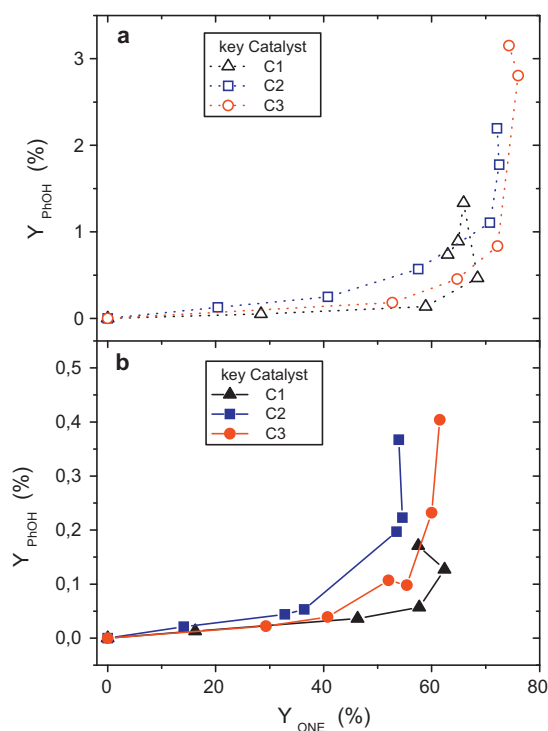 a
key Catalyst
C1
C2
C3
3
2
1
0
Y PhOH (%)
b
key Catalyst
C1
C2
C3
0,5
0,4
0,3
0,2
0,1
0,0
Y PhOH (%)
0 20 40 60 80
Y ONE (%)